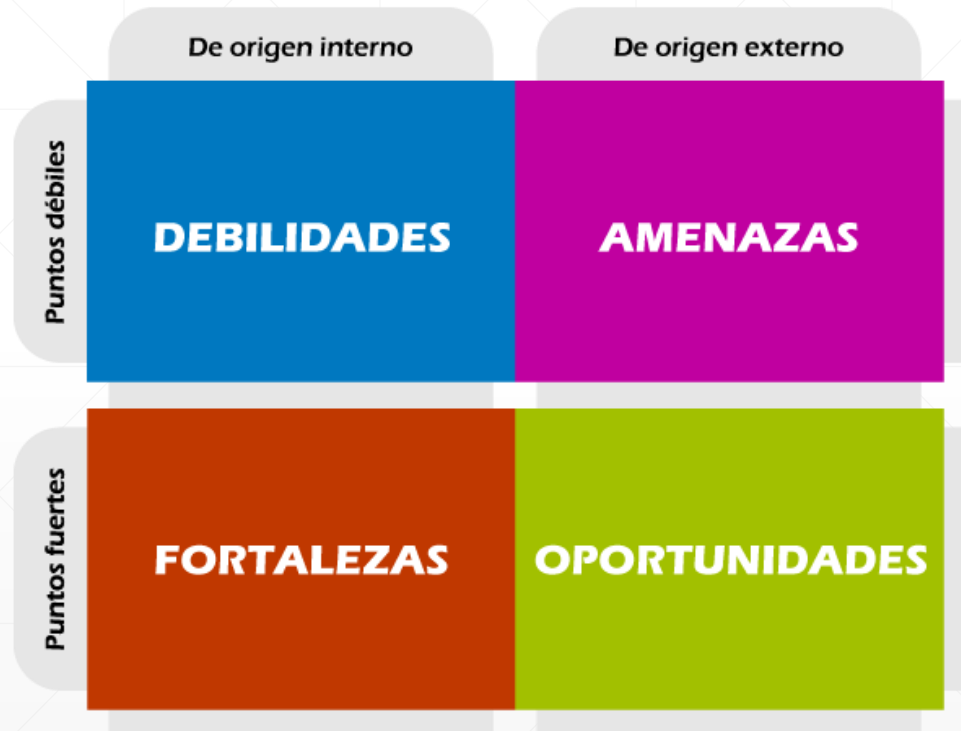 De origen interno
De origen externo
Puntos débiles
DEBILIDADES
AMENAZAS
Puntos fuertes
FORTALEZAS
OPORTUNIDADES